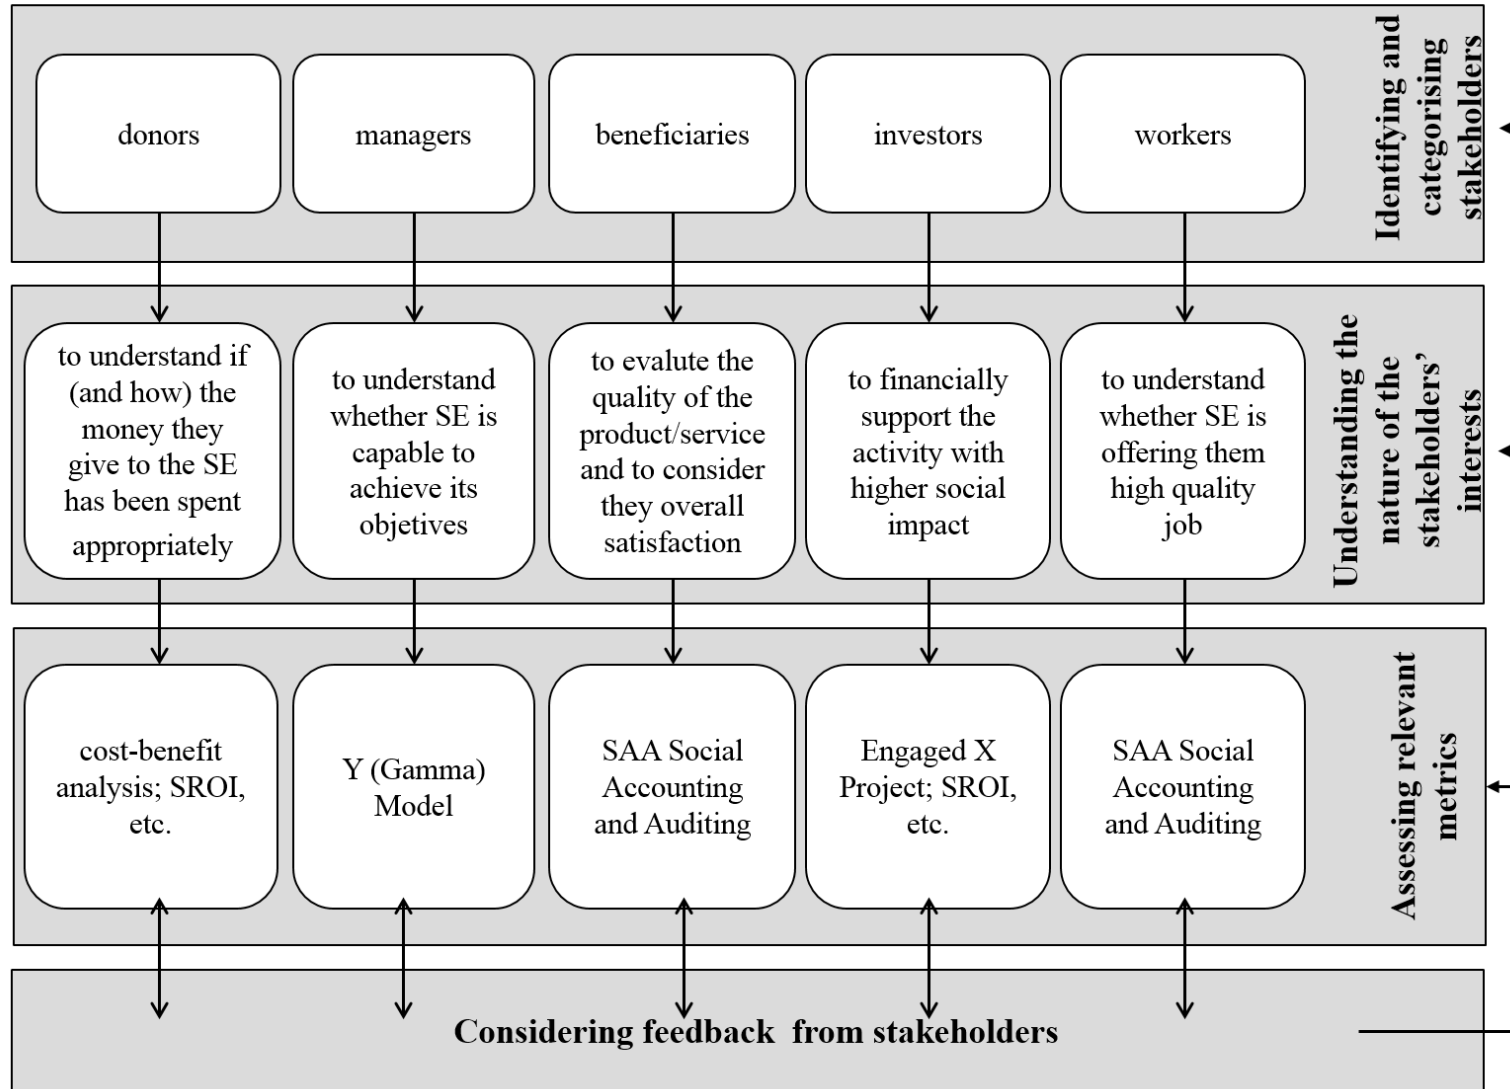 donors
managers
beneficiaries
investors
workers
Identifying and
categorising
stakeholders
to understand if
(and how) the
money they
give to the SE
has been spent
appropriately
to understand
whether SE is
capable to
achieve its
objetives
to evalute the
quality of the
product/service
and to consider
they overall
satisfaction
to financially
support the
activity with
higher social
impact
to understand
whether SE is
offering them
high quality
job
Understanding the
nature of the
stakeholders’
interests
cost-benefit
analysis; SROI,
etc.
Y (Gamma)
Model
SAA Social
Accounting
and Auditing
Engaged X
Project; SROI,
etc.
SAA Social
Accounting
and Auditing
Assessing relevant
metrics
Considering feedback from stakeholders